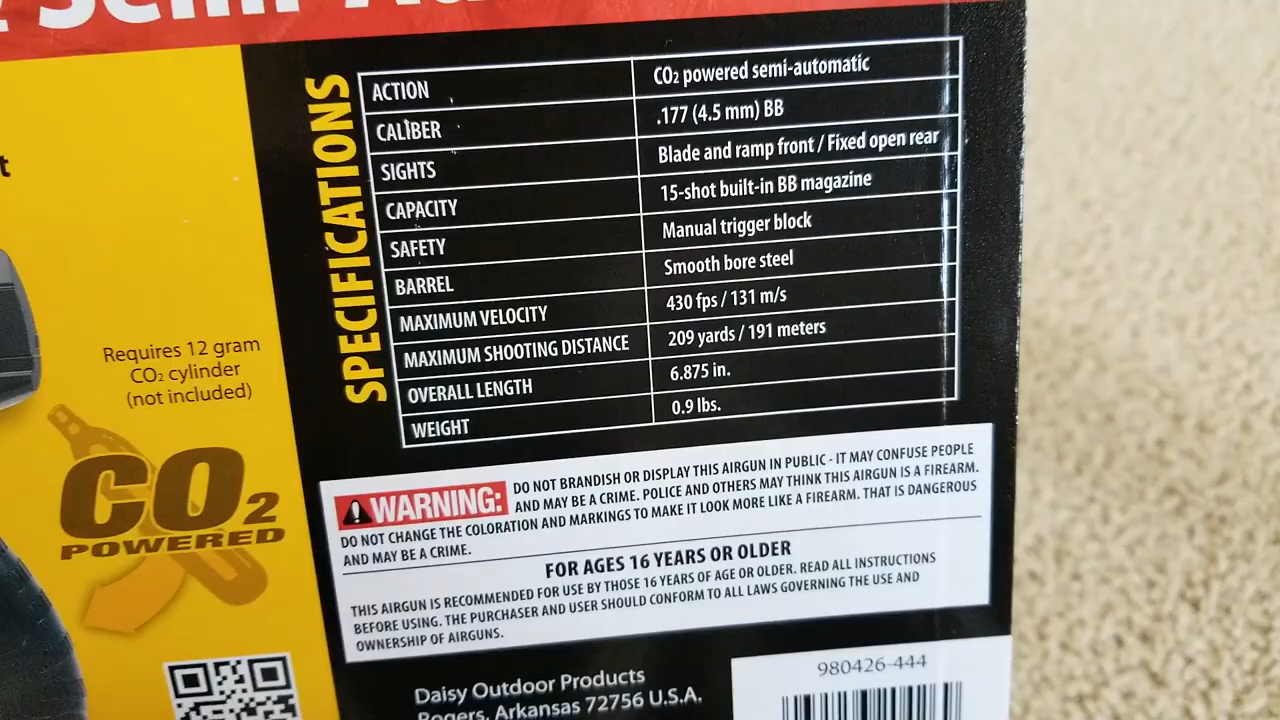 SPECIFICATIONS
ACTION CO2 powered semi-automatic
CALIBER .177 (4.5 mm) BB
SIGHTS Blade and ramp front / Fixed open rear
CAPACITY 15-shot built-in BB magazine
SAFETY Manual trigger block
BARREL Smooth bore steel
MAXIMUM VELOCITY 430 fps / 131 m/s
MAXIMUM SHOOTING DISTANCE 209 yards / 191 meters
OVERALL LENGTH 6.875 in.
WEIGHT 0.9 lbs.
Requires 12 gram
CO2 cylinder
(not included)
CO2
POWERED
WARNING: DO NOT BRANDISH OR DISPLAY THIS AIRGUN IN PUBLIC - IT MAY CONFUSE PEOPLE
AND MAY BE A CRIME. POLICE AND OTHERS MAY THINK THIS AIRGUN IS A FIREARM.
DO NOT CHANGE THE COLORATION AND MARKINGS TO MAKE IT LOOK MORE LIKE A FIREARM. THAT IS DANGEROUS
AND MAY BE A CRIME.
FOR AGES 16 YEARS OR OLDER
THIS AIRGUN IS RECOMMENDED FOR USE BY THOSE 16 YEARS OF AGE OR OLDER. READ ALL INSTRUCTIONS
BEFORE USING. THE PURCHASER AND USER SHOULD CONFORM TO ALL LAWS GOVERNING THE USE AND
OWNERSHIP OF AIRGUNS.
Daisy Outdoor Products
Rogers, Arkansas 72756 U.S.A.
980426-444